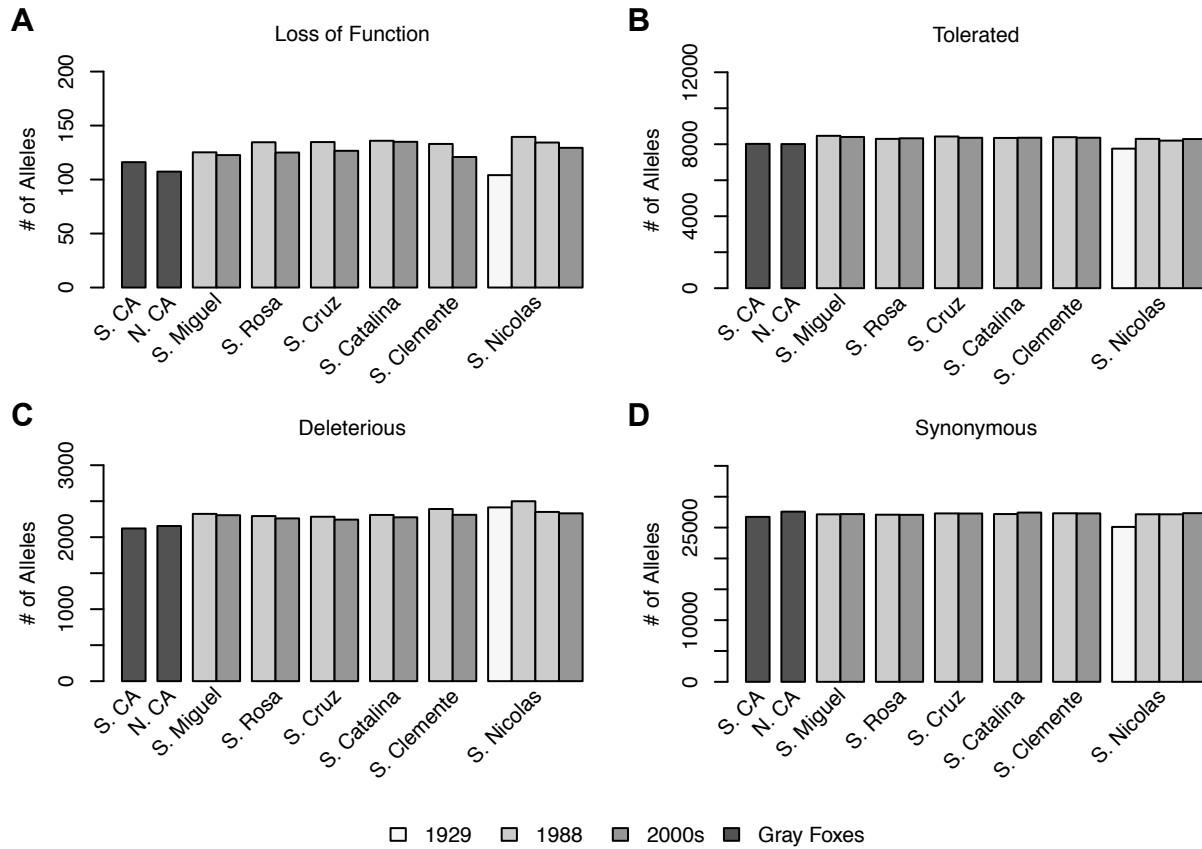 A
Loss of Function
# of Alleles
0
50
100
150
200
S. CA
N. CA
S. Miguel
S. Rosa
S. Cruz
S. Catalina
S. Clemente
S. Nicolas
B
Tolerated
# of Alleles
0
4000
8000
12000
S. CA
N. CA
S. Miguel
S. Rosa
S. Cruz
S. Catalina
S. Clemente
S. Nicolas
C
Deleterious
# of Alleles
0
1000
2000
3000
S. CA
N. CA
S. Miguel
S. Rosa
S. Cruz
S. Catalina
S. Clemente
S. Nicolas
D
Synonymous
# of Alleles
0
10000
25000
S. CA
N. CA
S. Miguel
S. Rosa
S. Cruz
S. Catalina
S. Clemente
S. Nicolas
1929 1988 2000s Gray Foxes